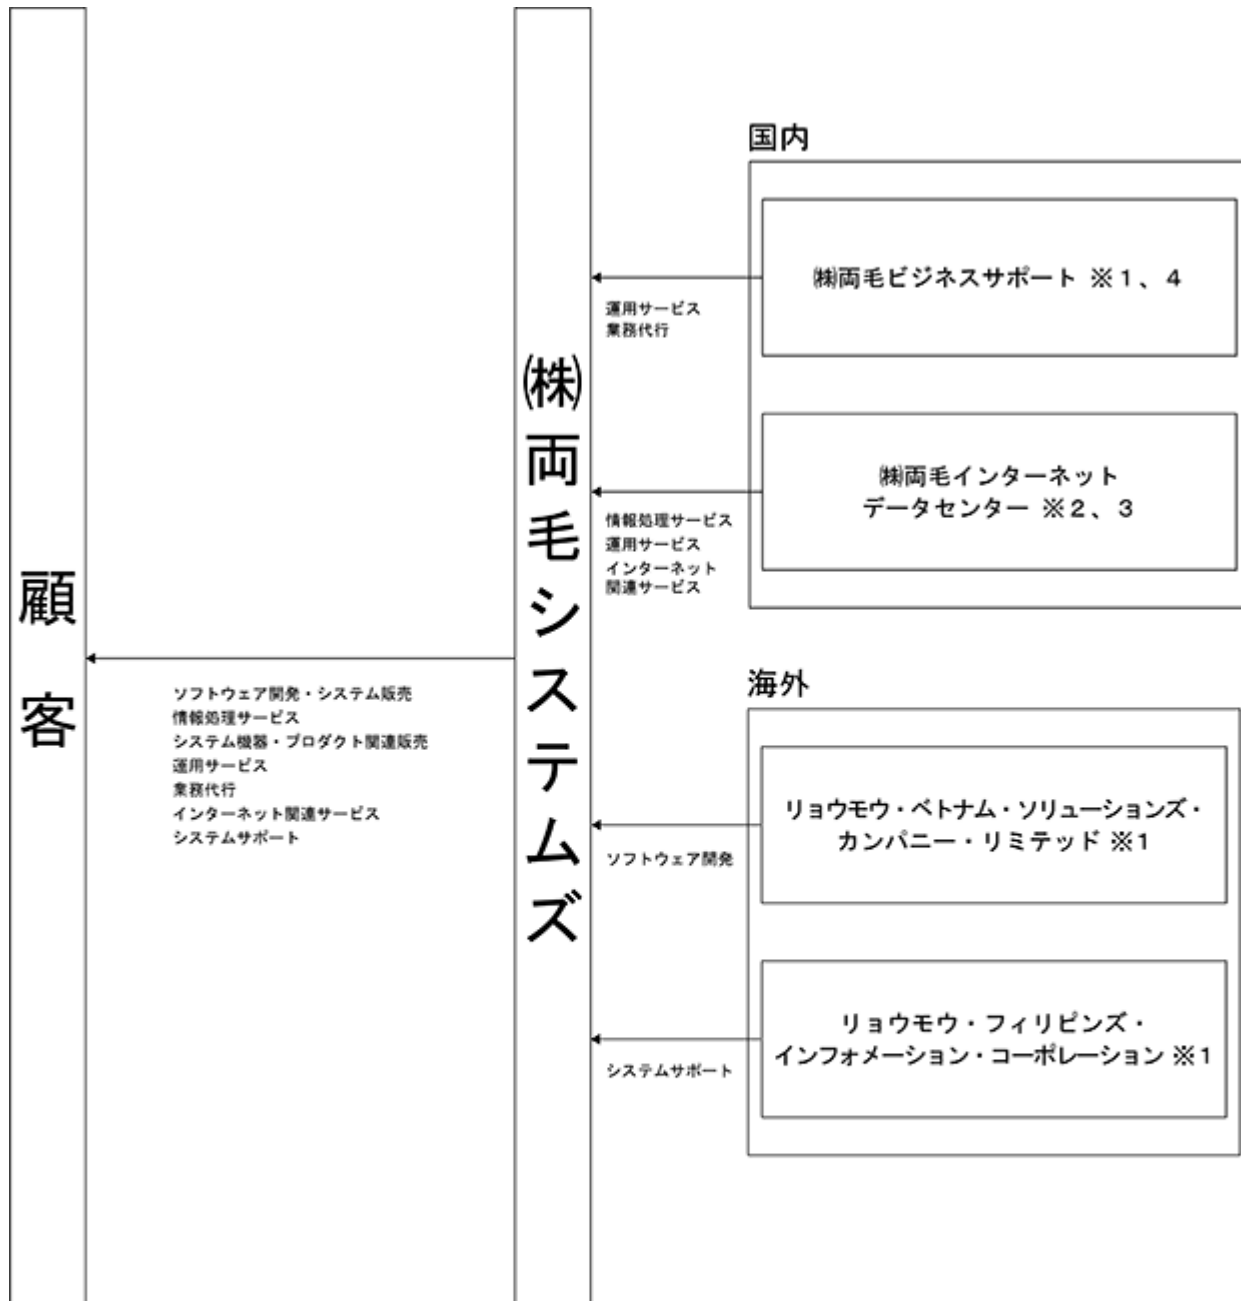 顧客
ソフトウェア開発・システム販売
情報処理サービス
システム機器・プロダクト関連販売
運用サービス
業務代行
インターネット関連サービス
システムサポート
㈱両毛システムズ
国内
㈱両毛ビジネスサポート ※１、４
運用サービス
業務代行
㈱両毛インターネット
データセンター ※２、３
情報処理サービス
運用サービス
インターネット
関連サービス
海外
リョウモウ・ベトナム・ソリューションズ・
カンパニー・リミテッド ※１
ソフトウェア開発
リョウモウ・フィリピンズ・
インフォメーション・コーポレーション ※１
システムサポート